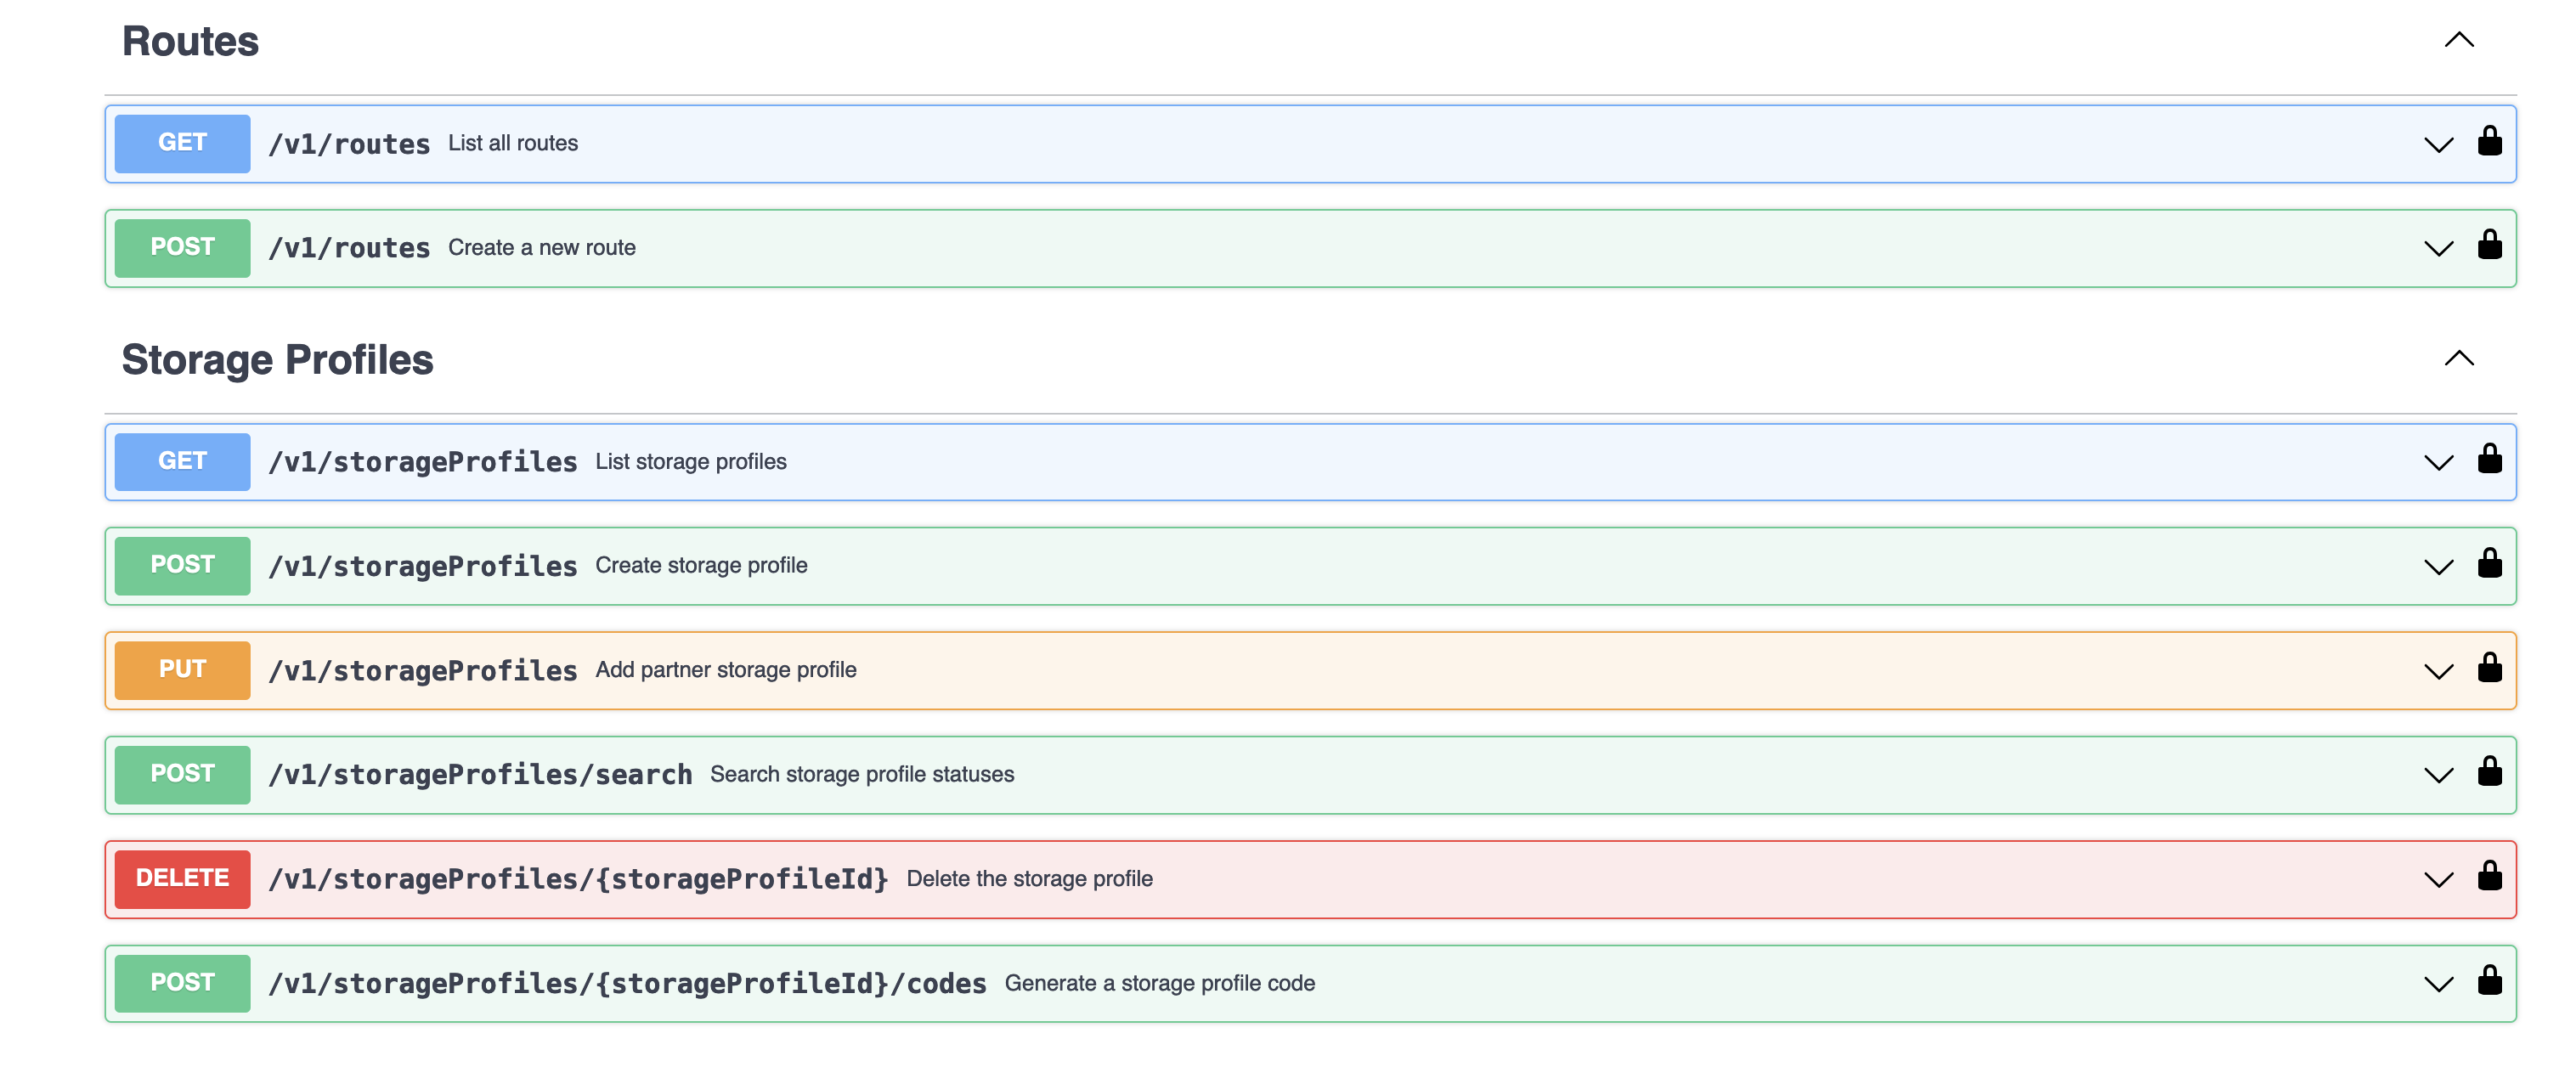 Routes
GET /v1/routes List all routes
POST /v1/routes Create a new route
Storage Profiles
GET /v1/storageProfiles List storage profiles
POST /v1/storageProfiles Create storage profile
PUT /v1/storageProfiles Add partner storage profile
POST /v1/storageProfiles/search Search storage profile statuses
DELETE /v1/storageProfiles/{storageProfileId} Delete the storage profile
POST /v1/storageProfiles/{storageProfileId}/codes Generate a storage profile code